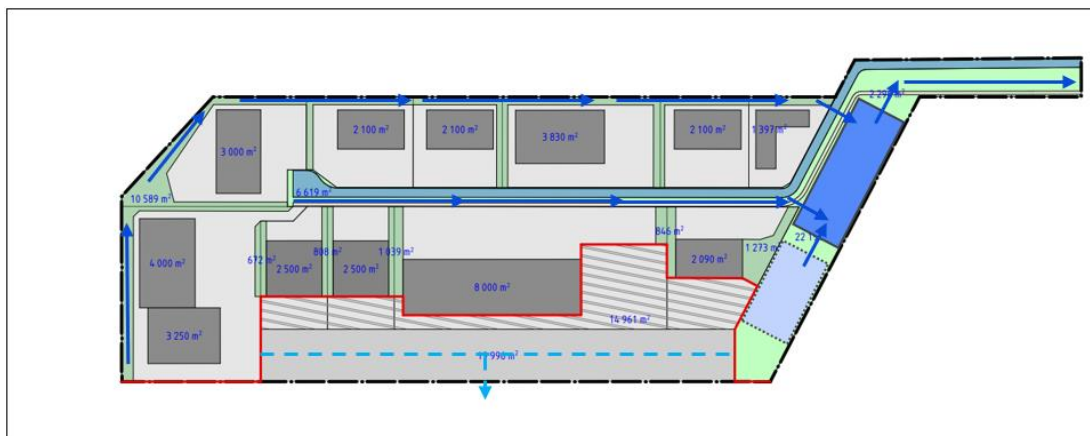 2 100 m²
2 100 m²
3 830 m²
2 100 m²
1 397 m²
3 000 m²
10 589 m²
6 619 m²
4 000 m²
672 m²
2 500 m²
808 m²
2 500 m²
1 039 m²
846 m²
2 090 m²
1 273 m²
8 000 m²
14 961 m²
3 250 m²